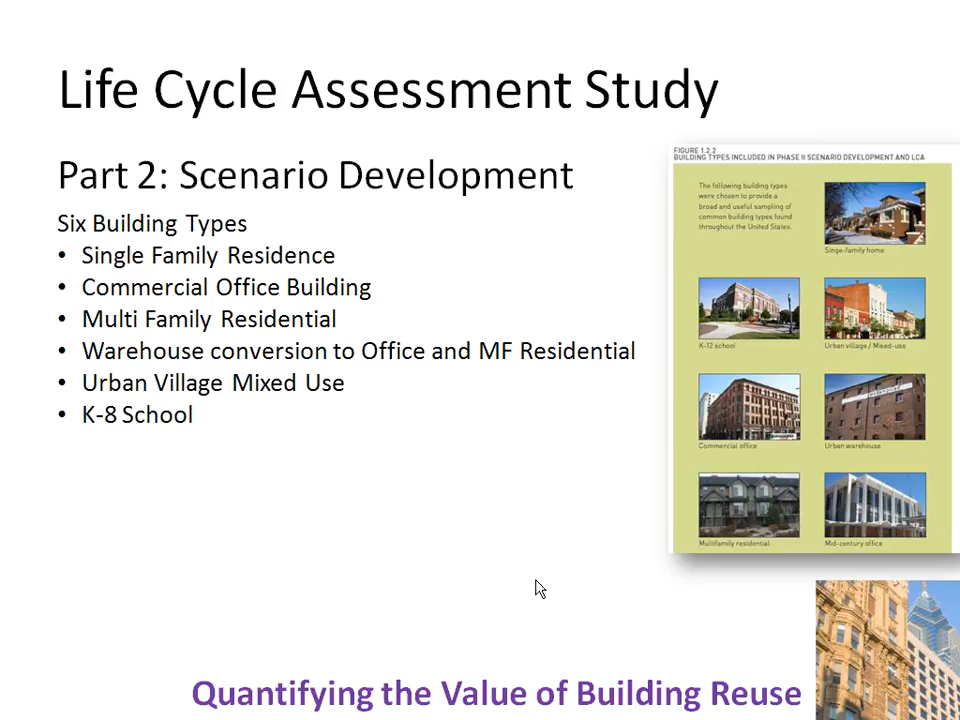 Life Cycle Assessment Study
Part 2: Scenario Development
Six Building Types
• Single Family Residence
• Commercial Office Building
• Multi Family Residential
• Warehouse conversion to Office and MF Residential
• Urban Village Mixed Use
• K-8 School
FIGURE 1.2.2
BUILDING TYPES INCLUDED IN PHASE II SCENARIO DEVELOPMENT AND LCA
The following building types
were chosen to provide a
broad and useful sampling of
common building types found
throughout the United States.
Singe-family home
K-12 school
Urban village / Mixed-use
Commercial office
Urban warehouse
Multifamily residential
Mid-century office
Quantifying the Value of Building Reuse